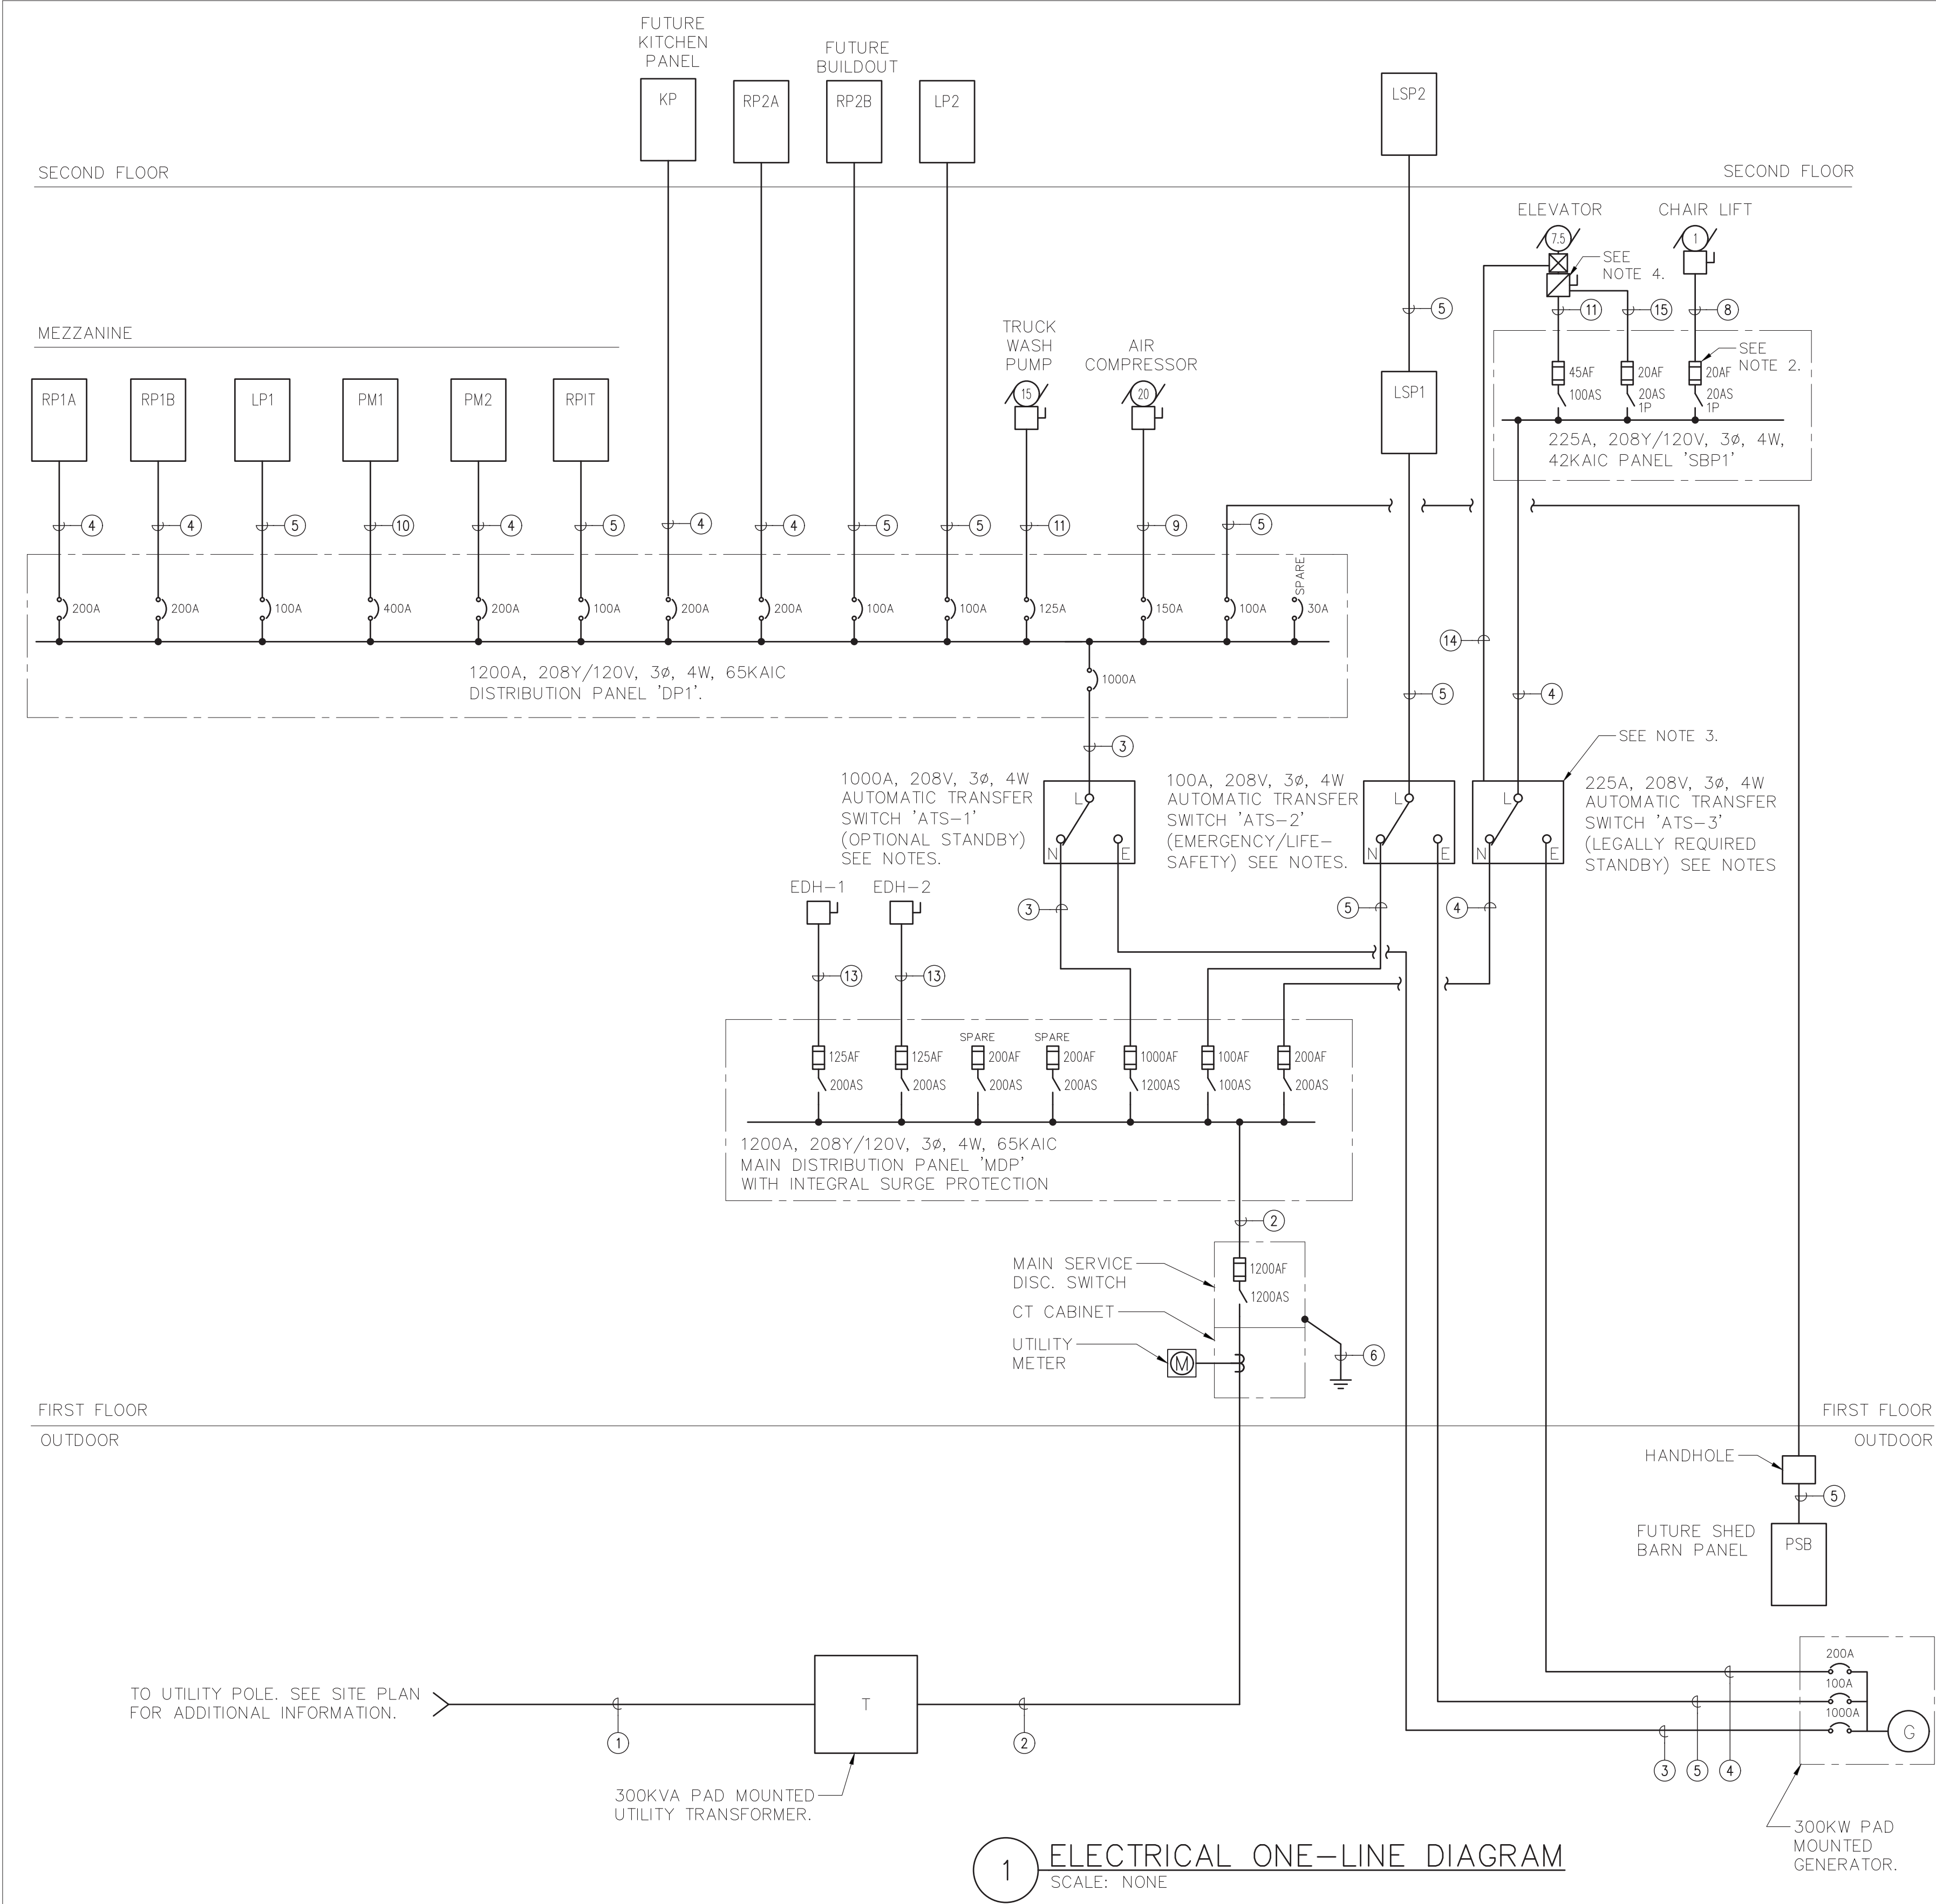 FUTURE
KITCHEN
PANEL
FUTURE
BUILDOUT
KP
RP2A
RP2B
LP2
LSP2
SECOND FLOOR
SECOND FLOOR
ELEVATOR
CHAIR LIFT
7.5
1
SEE
NOTE 4.
11
15
8
5
MEZZANINE
TRUCK
WASH
PUMP
AIR
COMPRESSOR
SEE
NOTE 2.
45AF
100AS
20AF
20AS
1P
20AF
20AS
1P
RP1A
RP1B
LP1
PM1
PM2
RPIT
15
20
LSP1
225A, 208Y/120V, 3ø, 4W,
42KAIC PANEL 'SBP1'
4
4
5
10
4
5
4
4
5
5
11
9
5
SPARE
200A
200A
100A
400A
200A
100A
200A
200A
100A
100A
125A
150A
100A
30A
14
1200A, 208Y/120V, 3ø, 4W, 65KAIC
DISTRIBUTION PANEL 'DP1'.
1000A
5
4
3
SEE NOTE 3.
1000A, 208V, 3ø, 4W
AUTOMATIC TRANSFER
SWITCH 'ATS-1'
(OPTIONAL STANDBY)
SEE NOTES.
L
N
E
100A, 208V, 3ø, 4W
AUTOMATIC TRANSFER
SWITCH 'ATS-2'
(EMERGENCY/LIFE-
SAFETY) SEE NOTES.
L
N
E
L
N
E
225A, 208V, 3ø, 4W
AUTOMATIC TRANSFER
SWITCH 'ATS-3'
(LEGALLY REQUIRED
STANDBY) SEE NOTES
EDH-1
EDH-2
3
5
4
13
13
SPARE
SPARE
125AF
200AS
125AF
200AS
200AF
200AS
200AF
200AS
1000AF
1200AS
100AF
100AS
200AF
200AS
1200A, 208Y/120V, 3ø, 4W, 65KAIC
MAIN DISTRIBUTION PANEL 'MDP'
WITH INTEGRAL SURGE PROTECTION
2
MAIN SERVICE
DISC. SWITCH
1200AF
1200AS
CT CABINET
UTILITY
METER
M
6
FIRST FLOOR
FIRST FLOOR
OUTDOOR
OUTDOOR
HANDHOLE
5
FUTURE SHED
BARN PANEL
PSB
200A
100A
1000A
G
TO UTILITY POLE. SEE SITE PLAN
FOR ADDITIONAL INFORMATION.
T
1
2
3
5
4
300KVA PAD MOUNTED
UTILITY TRANSFORMER.
300KW PAD
MOUNTED
GENERATOR.
1
ELECTRICAL ONE-LINE DIAGRAM
SCALE: NONE